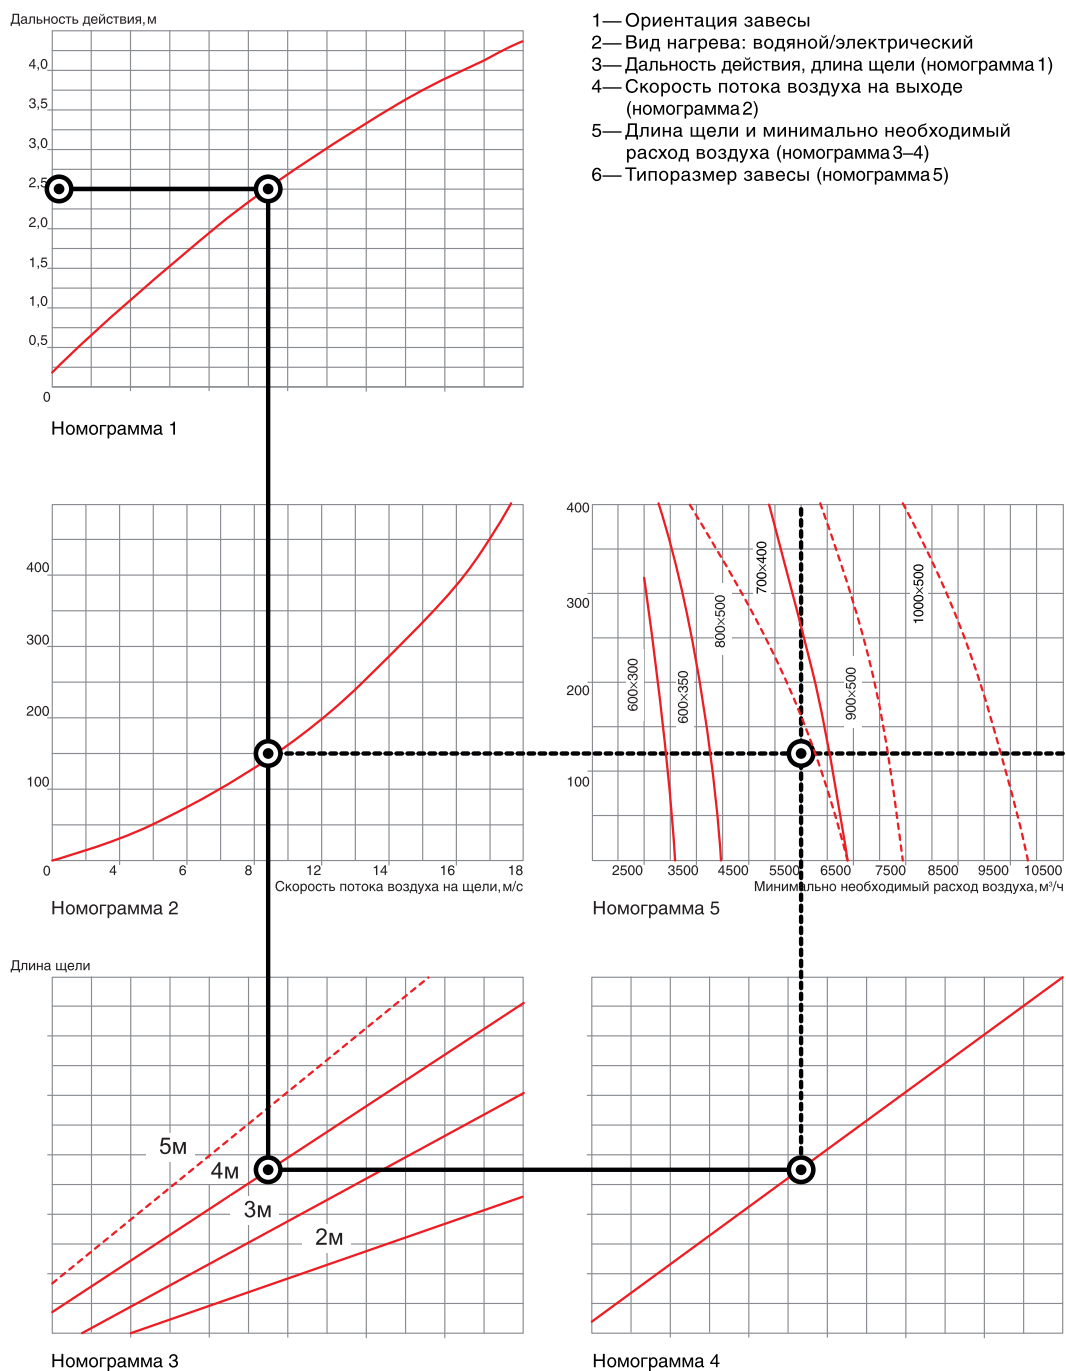 Дальность действия, м
4,0
3,5
3,0
2,5
2,0
1,5
1,0
0,5
0
Номограмма 1
1— Ориентация завесы
2— Вид нагрева: водяной/электрический
3— Дальность действия, длина щели (номограмма 1)
4— Скорость потока воздуха на выходе
(номограмма 2)
5— Длина щели и минимально необходимый
расход воздуха (номограмма 3–4)
6— Типоразмер завесы (номограмма 5)
400
300
200
100
0 4 6 8 12 14 16 18
Скорость потока воздуха на щели, м/с
Номограмма 2
400
300
200
100
600×300
600×350
800×500
700×400
900×500
1000×500
2500 3500 4500 5500 6500 7500 8500 9500 10500
Минимально необходимый расход воздуха, м³/ч
Номограмма 5
Длина щели
5м
4м
3м
2м
Номограмма 3
Номограмма 4